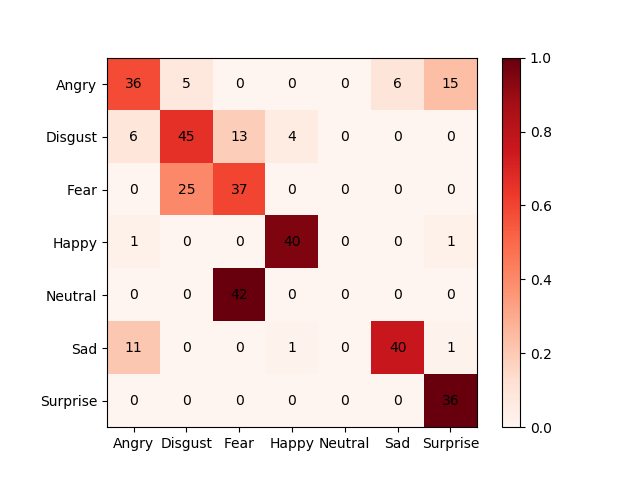 1.0
Angry 36 5 0 0 0 6 15
Disgust 6 45 13 4 0 0 0
0.8
Fear 0 25 37 0 0 0 0
0.6
Happy 1 0 0 40 0 0 1
0.4
Neutral 0 0 42 0 0 0 0
Sad 11 0 0 1 0 40 1
0.2
Surprise 0 0 0 0 0 0 36
0.0
Angry Disgust Fear Happy Neutral Sad Surprise